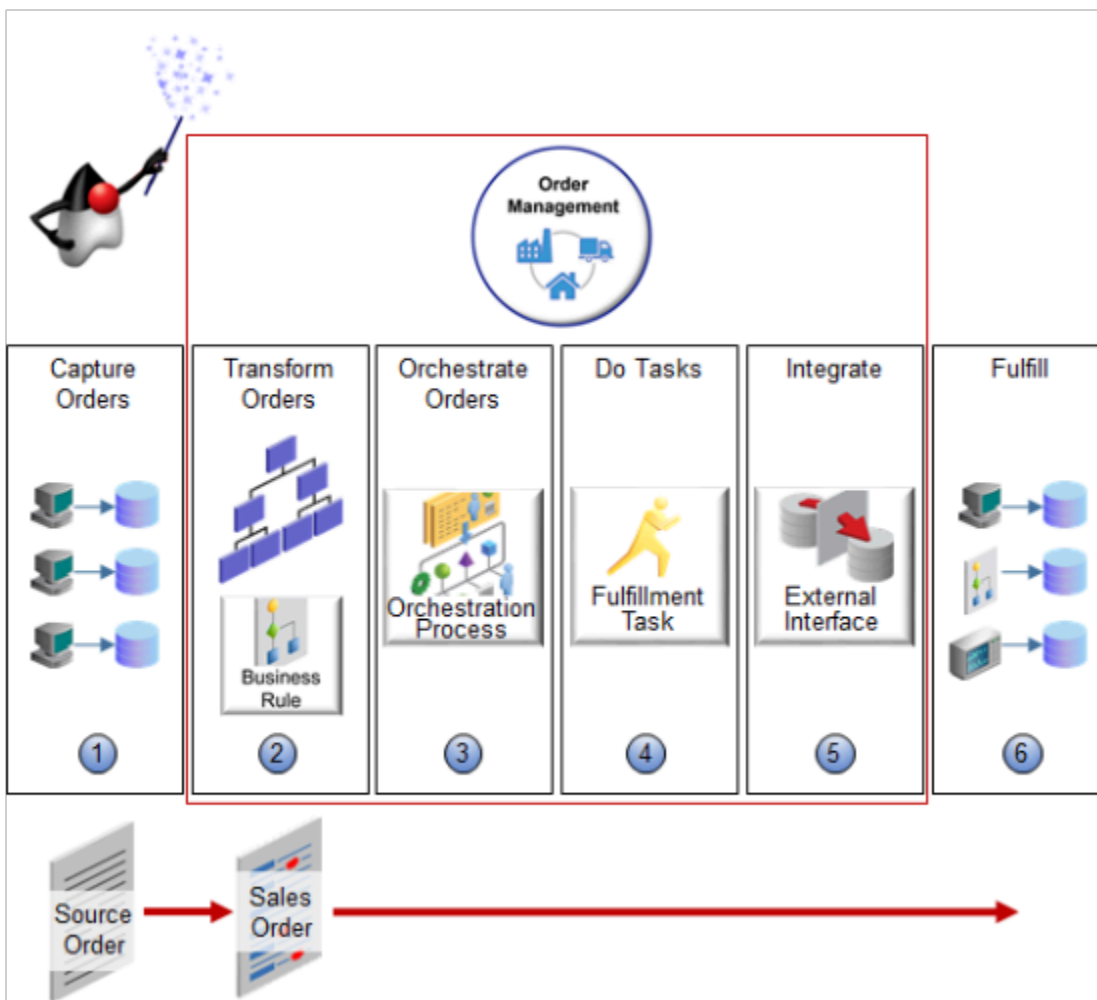 Order
Management
Capture
Orders
Transform
Orders
Orchestrate
Orders
Do Tasks
Integrate
Fulfill
Business
Rule
Orchestration
Process
Fulfillment
Task
External
Interface
1
2
3
4
5
6
Source
Order
Sales
Order